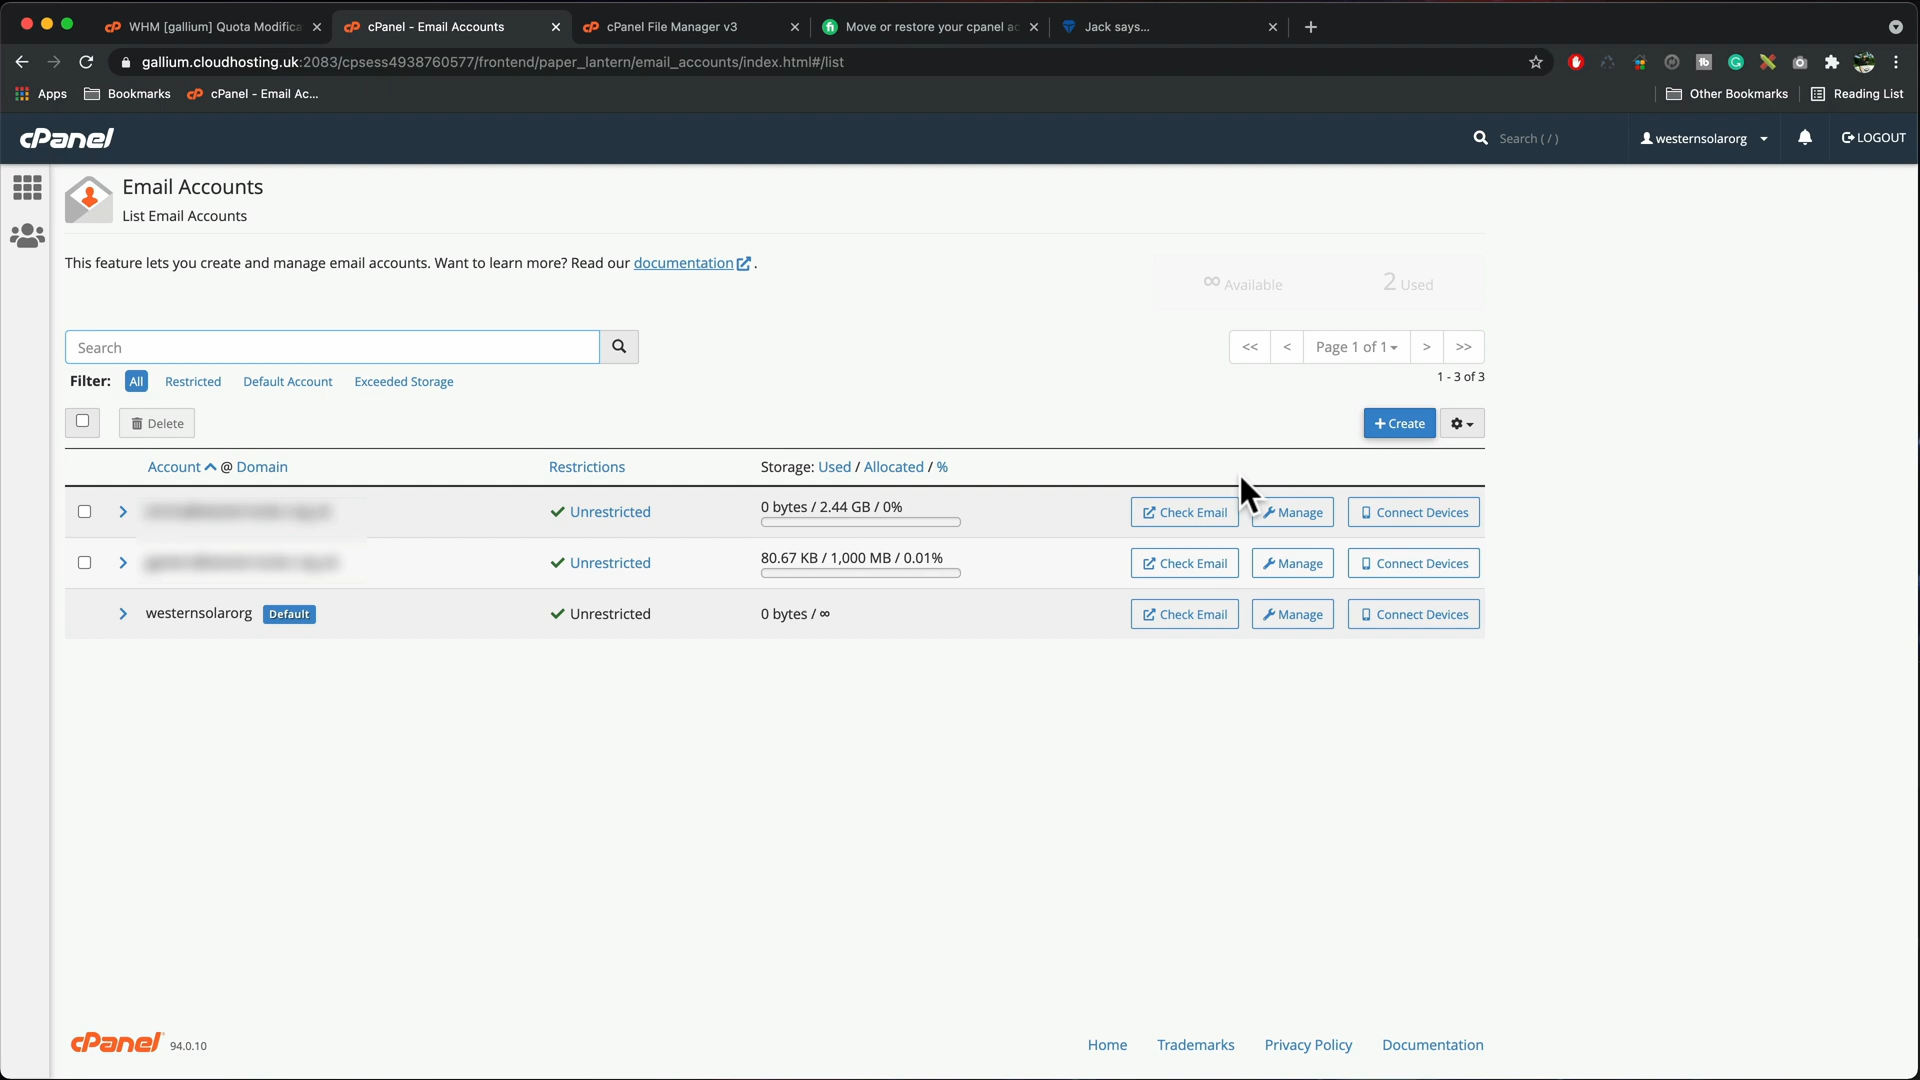 WHM [gallium] Quota Modifica
cPanel - Email Accounts
cPanel File Manager v3
Move or restore your cpanel ac
Jack says...
gallium.cloudhosting.uk:2083/cpsess4938760577/frontend/paper_lantern/email_accounts/index.html#/list
Apps
Bookmarks
cPanel - Email Ac...
Other Bookmarks
Reading List
cPanel
Search ( / )
westernsolarorg
LOGOUT
Email Accounts
List Email Accounts
This feature lets you create and manage email accounts. Want to learn more? Read our documentation .
∞ Available
2 Used
Search
<< < Page 1 of 1 > >>
Filter: All Restricted Default Account Exceeded Storage
1 - 3 of 3
Delete
+ Create
Account @ Domain
Restrictions
Storage: Used / Allocated / %
Unrestricted
0 bytes / 2.44 GB / 0%
Check Email
Manage
Connect Devices
Unrestricted
80.67 KB / 1,000 MB / 0.01%
Check Email
Manage
Connect Devices
westernsolarorg Default
Unrestricted
0 bytes / ∞
Check Email
Manage
Connect Devices
cPanel 94.0.10
Home
Trademarks
Privacy Policy
Documentation